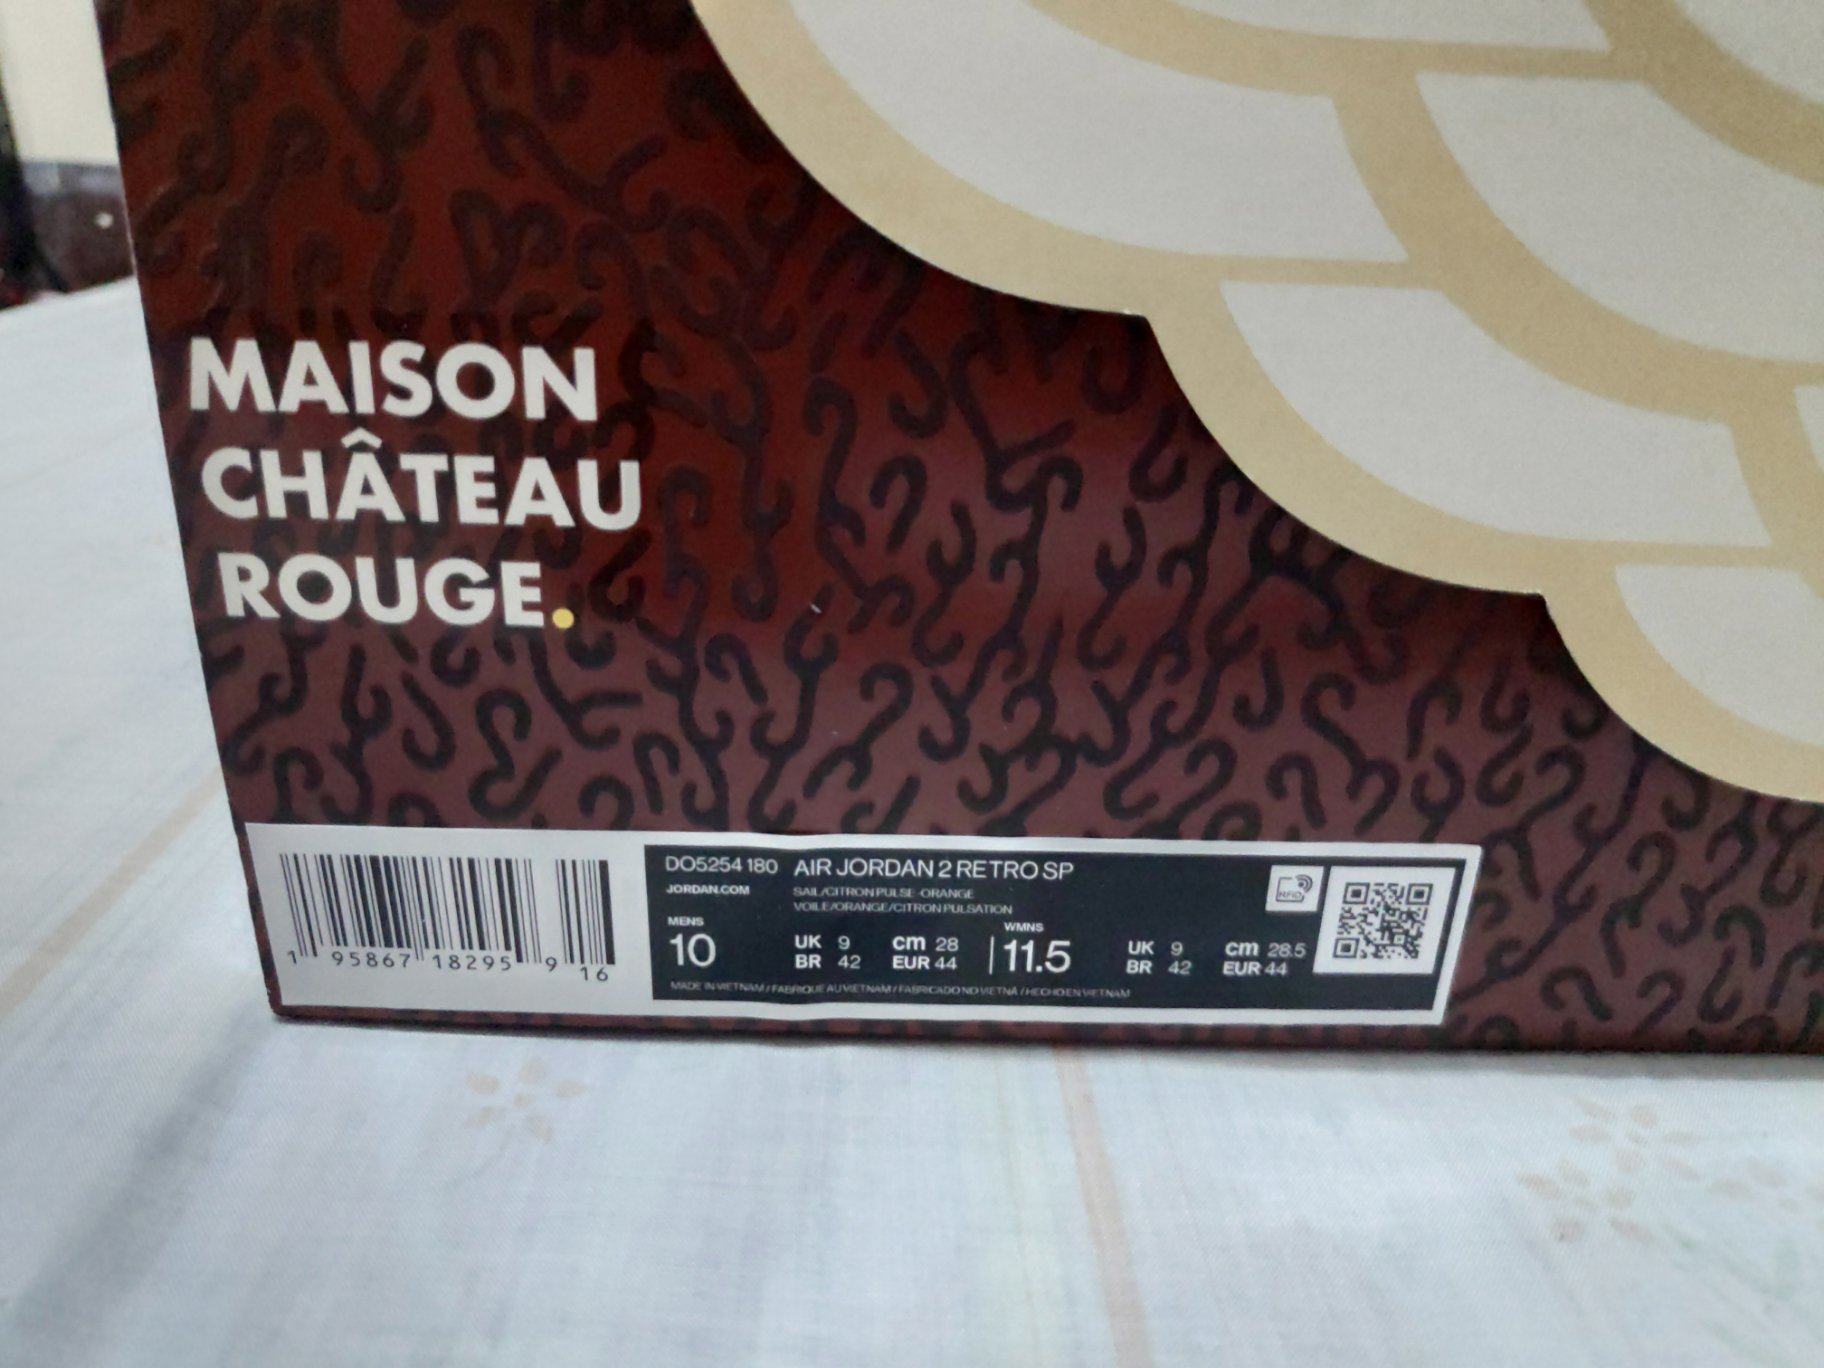 MAISON
CHÂTEAU
ROUGE.
DO5254 180 AIR JORDAN 2 RETRO SP
JORDAN.COM SAIL/CITRON PULSE-ORANGE
VOILE/ORANGE/CITRON PULSATION
MENS WMNS
10 UK 9 cm 28 11.5 UK 9 cm 28.5
BR 42 EUR 44 BR 42 EUR 44
MADE IN VIETNAM / FABRIQUE AU VIETNAM / FABRICADO NO VIETNÃ / HECHO EN VIETNAM
RFID
1 95867 18295 9 16